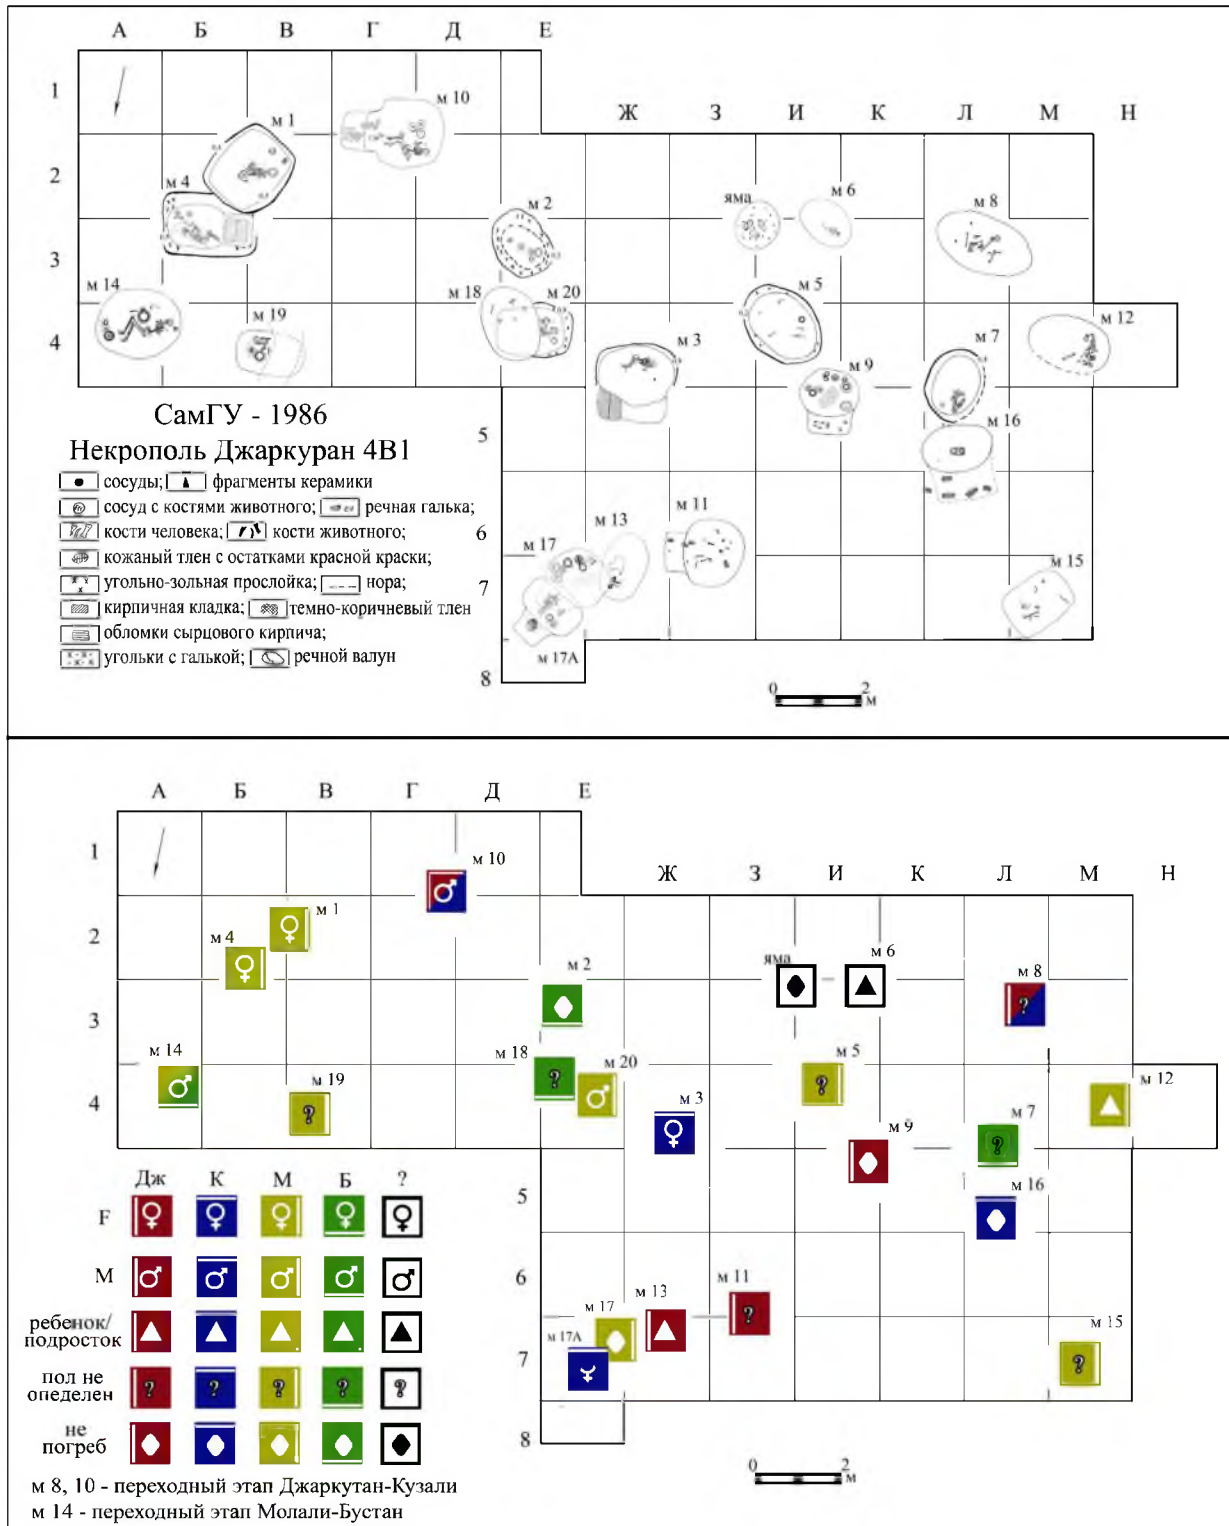 А Б В Г Д Е
Ж З И К Л М Н
1
2
3
4
5
6
7
8
м 10
м 1
м 4
м 2
яма
м 6
м 8
м 14
м 19
м 18
м 20
м 3
м 5
м 9
м 7
м 12
м 16
м 17
м 13
м 11
м 15
м 17А
СамГУ - 1986
Некрополь Джаркуран 4В1
сосуды; фрагменты керамики
сосуд с костями животного; речная галька;
кости человека; кости животного;
кожаный тлен с остатками красной краски;
угольно-зольная прослойка; нора;
кирпичная кладка; темно-коричневый тлен
обломки сырцового кирпича;
угольки с галькой; речной валун
0 2
м
А Б В Г Д Е
Ж З И К Л М Н
1
2
3
4
5
6
7
8
м 10
м 1
м 4
м 2
яма
м 6
м 8
м 14
м 19
м 18
м 20
м 3
м 5
м 9
м 7
м 12
м 16
м 11
м 13
м 17
м 17А
м 15
Дж К М Б ?
F
М
ребенок/
подросток
пол не
опеделен
не
погреб
0 2
м
м 8, 10 - переходный этап Джаркутан-Кузали
м 14 - переходный этап Молали-Бустан